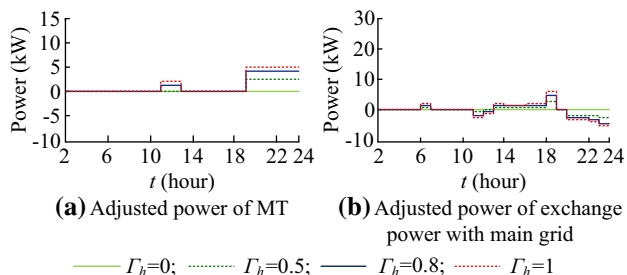 15
10
5
0
-5
-10
Power (kW)
2 6 10 14 18 22 24
t (hour)
(a) Adjusted power of MT
30
20
10
0
-10
Power (kW)
2 6 10 14 18 22 24
t (hour)
(b) Adjusted power of exchange
power with main grid
Γh=0; Γh=0.5; Γh=0.8; Γh=1